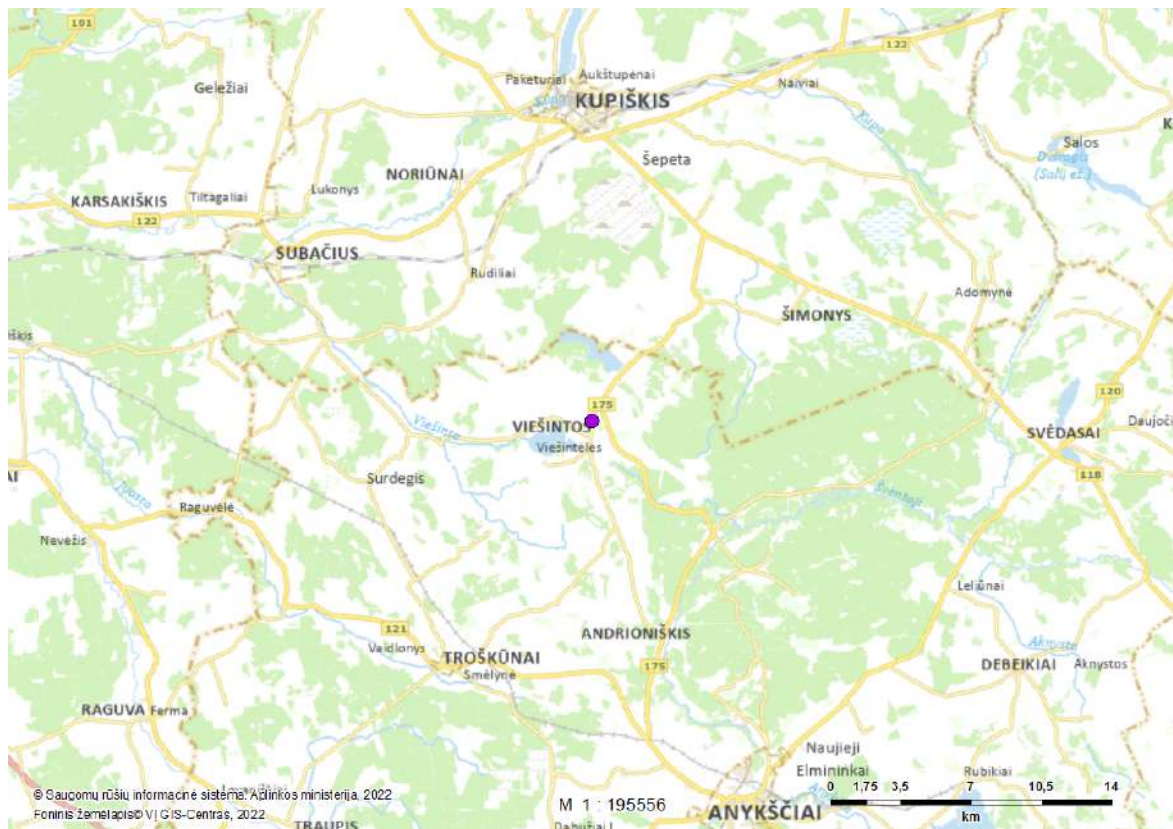 101
122
Geležiai
Paketuriai
Aukštupėnai
Naiviai
KUPIŠKIS
Kupa
Salos
(Salų ež.)
Šepeta
NORIŪNAI
Lukonys
Tiltagaliai
KARSAKIŠKIS
122
SUBAČIUS
Rudiliai
Adomynė
ŠIMONYS
120
175
VIEŠINTOS
Viešinta
Viešintėlės
SVĖDASAI
Daujoči
118
Surdegis
Juosta
Raguvėlė
Šventoji
Nevėžis
Leliūnai
121
Vaidlonys
ANDRIONIŠKIS
TROŠKŪNAI
Smėlynė
175
DEBEIKIAI
Aknysta
Aknystos
RAGUVA Ferma
Naujieji
Elmininkai
Rubikiai
© Saugomų rūšių informacinė sistema. Aplinkos ministerija, 2022
Foninis žemėlapis© VĮ GIS-Centras, 2022
M 1 : 195556
0 1,75 3,5 7 10,5 14
km
ANYKŠČIAI
TRAUPIS